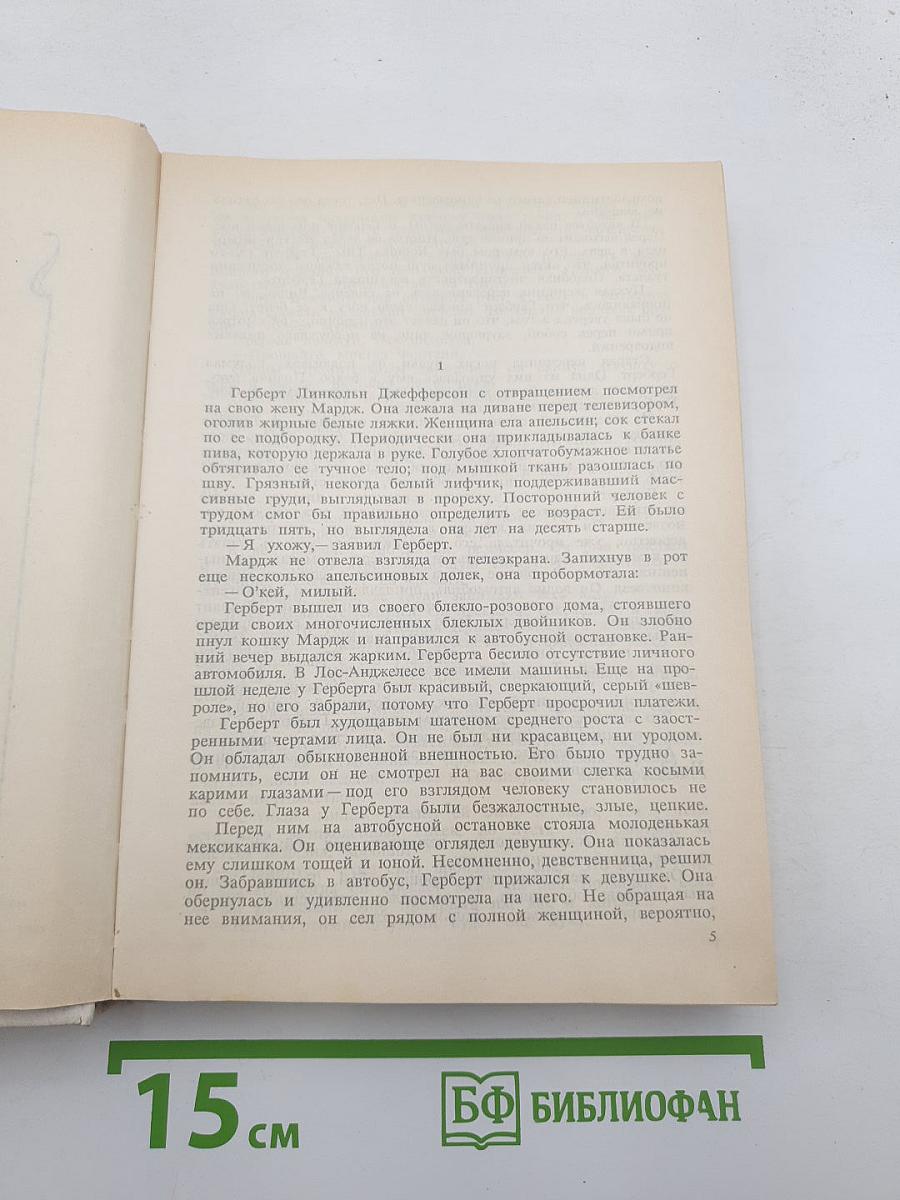 1
Герберт Линкольн Джефферсон с отвращением посмотрел
на свою жену Мардж. Она лежала на диване перед телевизором,
оголив жирные белые ляжки. Женщина ела апельсин; сок стекал
по ее подбородку. Периодически она прикладывалась к банке
пива, которую держала в руке. Голубое хлопчатобумажное платье
обтягивало ее тучное тело; под мышкой ткань разошлась по
шву. Грязный, некогда белый лифчик, поддерживавший мас-
сивные груди, выглядывал в прореху. Посторонний человек с
трудом смог бы правильно определить ее возраст. Ей было
тридцать пять, но выглядела она лет на десять старше.
— Я ухожу,— заявил Герберт.
Мардж не отвела взгляда от телеэкрана. Запихнув в рот
еще несколько апельсиновых долек, она пробормотала:
— О'кей, милый.
Герберт вышел из своего блекло-розового дома, стоявшего
среди своих многочисленных блеклых двойников. Он злобно
пнул кошку Мардж и направился к автобусной остановке. Ран-
ний вечер выдался жарким. Герберта бесило отсутствие личного
автомобиля. В Лос-Анджелесе все имели машины. Еще на про-
шлой неделе у Герберта был красивый, сверкающий, серый «шев-
роле», но его забрали, потому что Герберт просрочил платежи.
Герберт был худощавым шатеном среднего роста с заост-
ренными чертами лица. Он не был ни красавцем, ни уродом.
Он обладал обыкновенной внешностью. Его было трудно за-
помнить, если он не смотрел на вас своими слегка косыми
карими глазами — под его взглядом человеку становилось не
по себе. Глаза у Герберта были безжалостные, злые, цепкие.
Перед ним на автобусной остановке стояла молоденькая
мексиканка. Он оценивающе оглядел девушку. Она показалась
ему слишком тощей и юной. Несомненно, девственница, решил
он. Забравшись в автобус, Герберт прижался к девушке. Она
обернулась и удивленно посмотрела на него. Не обращая на
нее внимания, он сел рядом с полной женщиной, вероятно,
5
15 см
БФ БИБЛИОФАН